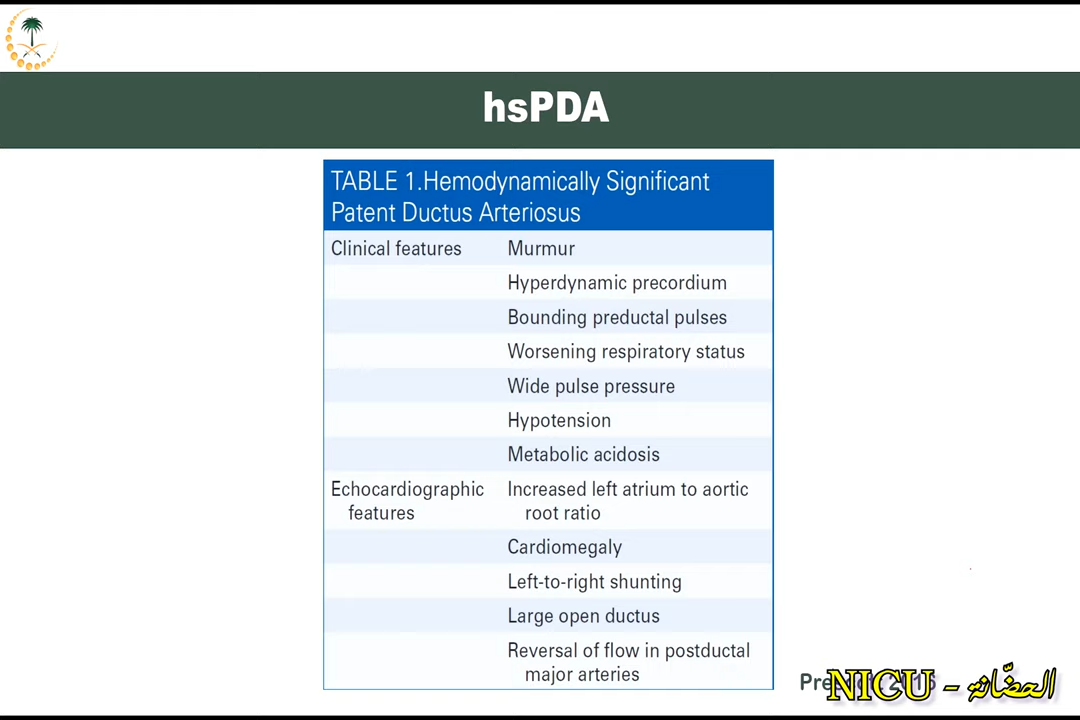 hsPDA
TABLE 1.Hemodynamically Significant
Patent Ductus Arteriosus
Clinical features Murmur
Hyperdynamic precordium
Bounding preductal pulses
Worsening respiratory status
Wide pulse pressure
Hypotension
Metabolic acidosis
Echocardiographic Increased left atrium to aortic
features root ratio
Cardiomegaly
Left-to-right shunting
Large open ductus
Reversal of flow in postductal
major arteries
NICU - الحضّانة